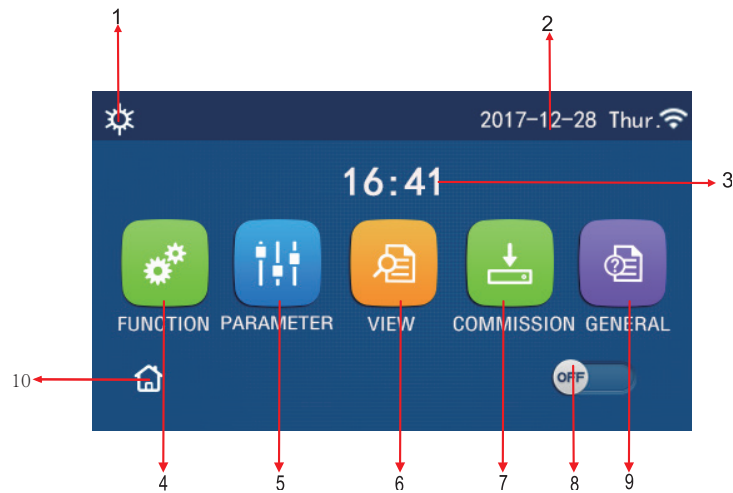 1
2
2017-12-28 Thur.
16:41
3
FUNCTION PARAMETER VIEW COMMISSION GENERAL
10
OFF
4 5 6 7 8 9